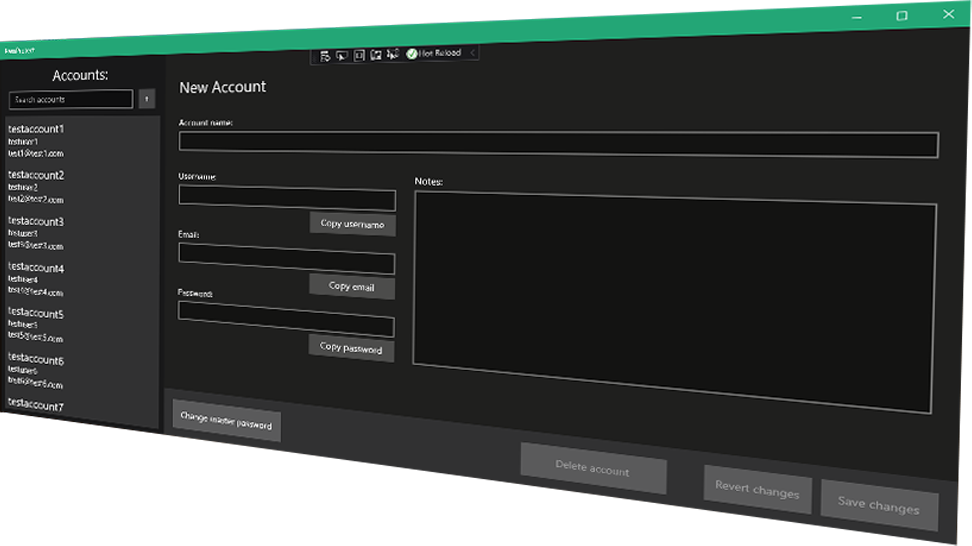 Hot Reload
Accounts:
Search accounts
testaccount1
testuser1
test1@test1.com
testaccount2
testuser2
test2@test2.com
testaccount3
testuser3
test3@test3.com
testaccount4
testuser4
test4@test4.com
testaccount5
testuser5
test5@test5.com
testaccount6
testuser6
test6@test6.com
testaccount7
New Account
Account name:
Username:
Copy username
Email:
Copy email
Password:
Copy password
Notes:
Change master password
Delete account
Revert changes
Save changes